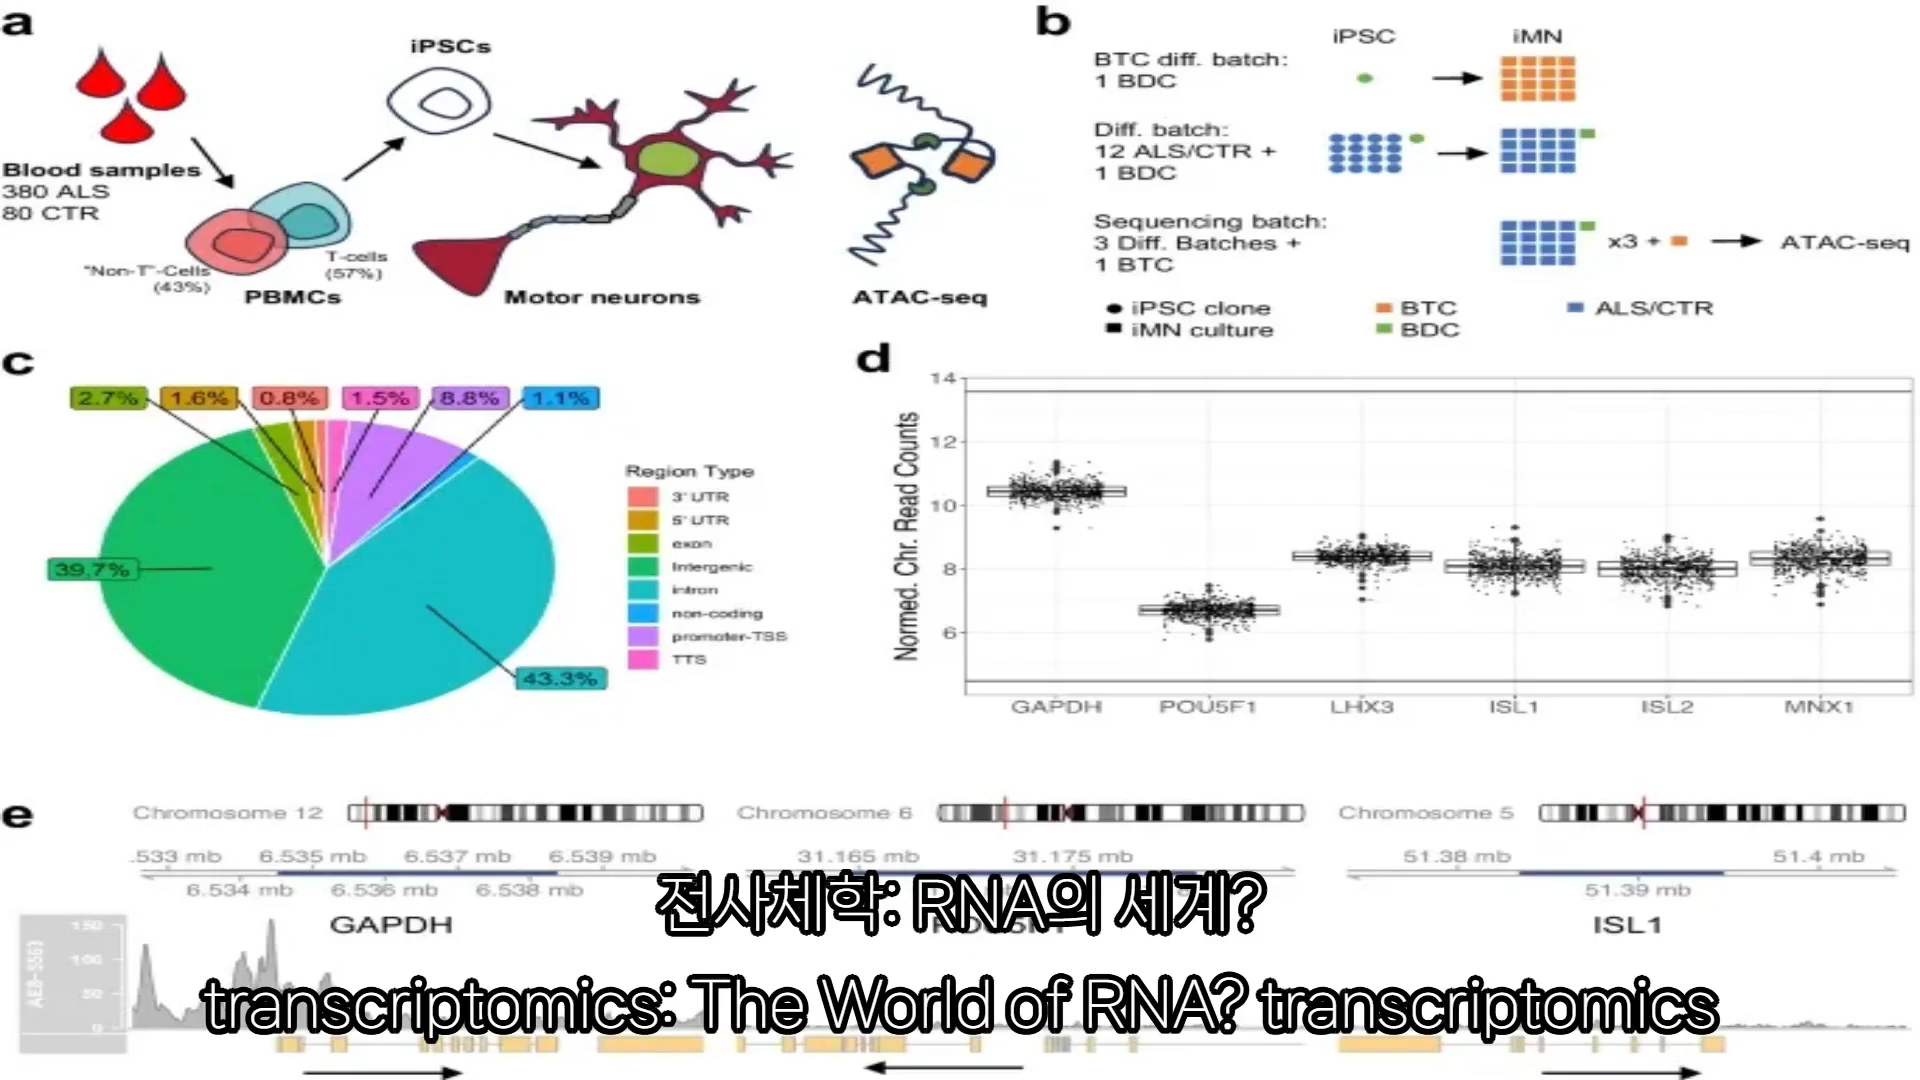 a
iPSCs
Blood samples
380 ALS
80 CTR
"Non-T"-Cells
(43%)
T-cells
(57%)
PBMCs
Motor neurons
ATAC-seq
b
iPSC
iMN
BTC diff. batch:
1 BDC
Diff. batch:
12 ALS/CTR +
1 BDC
Sequencing batch:
3 Diff. Batches +
1 BTC
x3 +
ATAC-seq
iPSC clone
BTC
ALS/CTR
iMN culture
BDC
c
2.7%
1.6%
0.8%
1.5%
8.8%
1.1%
39.7%
43.3%
Region Type
3' UTR
5' UTR
exon
Intergenic
intron
non-coding
promoter-TSS
TTS
d
Normed. Chr. Read Counts
14
12
10
8
6
GAPDH
POU5F1
LHX3
ISL1
ISL2
MNX1
e
Chromosome 12
Chromosome 6
Chromosome 5
.533 mb
6.535 mb
6.537 mb
6.539 mb
31.165 mb
31.175 mb
51.38 mb
51.4 mb
6.534 mb
6.536 mb
6.538 mb
51.39 mb
GAPDH
ISL1
150
100
50
0
전사체학: RNA의 세계?
transcriptomics: The World of RNA? transcriptomics